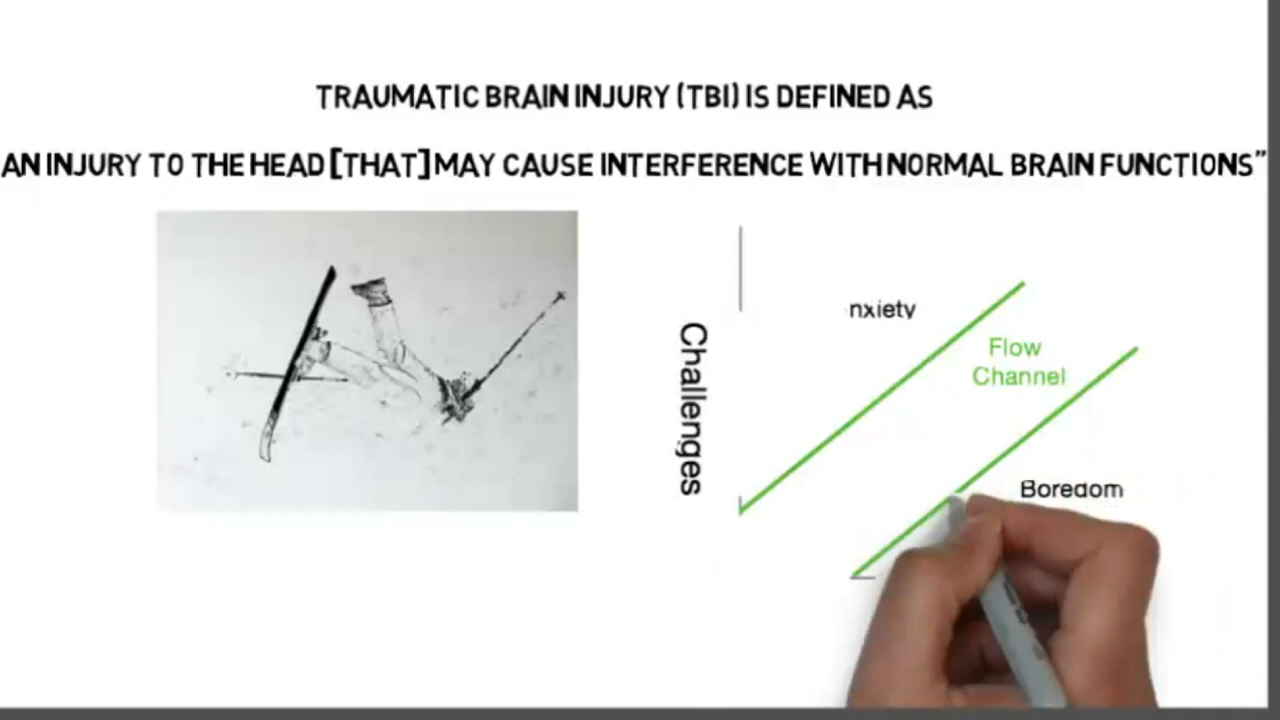 TRAUMATIC BRAIN INJURY (TBI) IS DEFINED AS
AN INJURY TO THE HEAD [THAT] MAY CAUSE INTERFERENCE WITH NORMAL BRAIN FUNCTIONS"
Challenges
nxiety
Flow
Channel
Boredom